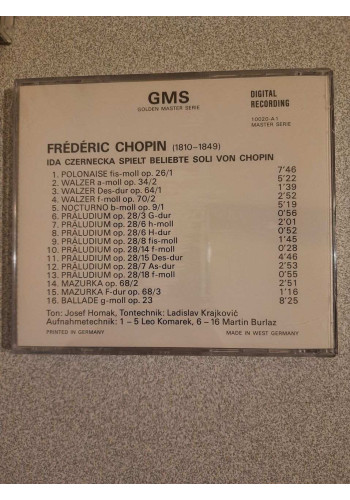 GMS
GOLDEN MASTER SERIE
DIGITAL
RECORDING
10020-A1
MASTER SERIE
FRÉDÉRIC CHOPIN (1810–1849)
IDA CZERNECKA SPIELT BELIEBTE SOLI VON CHOPIN
1. POLONAISE fis-moll op. 26/1 7'46
2. WALZER a-moll op. 34/2 5'22
3. WALZER Des-dur op. 64/1 1'39
4. WALZER f-moll op. 70/2 2'52
5. NOCTURNO b-moll op. 9/1 5'19
6. PRÄLUDIUM op. 28/3 G-dur 0'56
7. PRÄLUDIUM op. 28/6 h-moll 2'01
8. PRÄLUDIUM op. 28/6 H-dur 0'52
9. PRÄLUDIUM op. 28/8 fis-moll 1'45
10. PRÄLUDIUM op. 28/14 f-moll 0'28
11. PRÄLUDIUM op. 28/15 Des-dur 4'46
12. PRÄLUDIUM op. 28/7 As-dur 2'53
13. PRÄLUDIUM op. 28/18 f-moll 0'55
14. MAZURKA op. 68/2 2'51
15. MAZURKA F-dur op. 68/3 1'16
16. BALLADE g-moll op. 23 8'25
Ton: Josef Homak, Tontechnik: Ladislav Krajkovič
Aufnahmetechnik: 1 – 5 Leo Komarek, 6 – 16 Martin Burlaz
PRINTED IN GERMANY
MADE IN WEST GERMANY